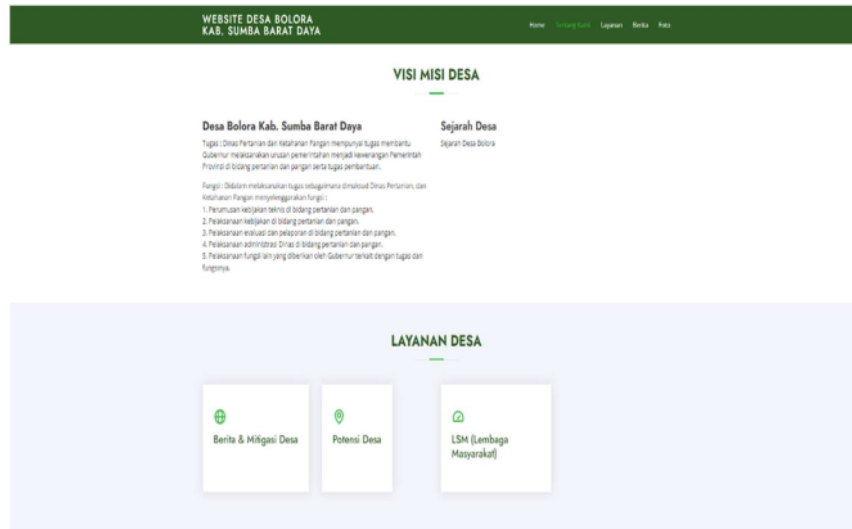 WEBSITE DESA BOLORA
KAB. SUMBA BARAT DAYA
Home Tentang Kami Layanan Berita Foto
VISI MISI DESA
Desa Bolora Kab. Sumba Barat Daya
Tugas : Dinas Pertanian dan Ketahanan Pangan mempunyai tugas membantu
Gubernur melaksanakan urusan pemerintahan menjadi kewenangan Pemerintah
Provinsi di bidang pertanian dan pangan serta tugas pembantuan.
Fungsi : Didalam melaksanakan tugas sebagaimana dimaksud Dinas Pertanian, dan
Ketahanan Pangan menyelenggarakan fungsi :
1. Perumusan kebijakan teknis di bidang pertanian dan pangan.
2. Pelaksanaan kebijakan di bidang pertanian dan pangan.
3. Pelaksanaan evaluasi dan pelaporan di bidang pertanian dan pangan.
4. Pelaksanaan administrasi Dinas di bidang pertanian dan pangan.
5. Pelaksanaan fungsi lain yang diberikan oleh Gubernur terkait dengan tugas dan
fungsinya.
Sejarah Desa
Sejarah Desa Bolora
LAYANAN DESA
Berita & Mitigasi Desa
Potensi Desa
LSM (Lembaga
Masyarakat)